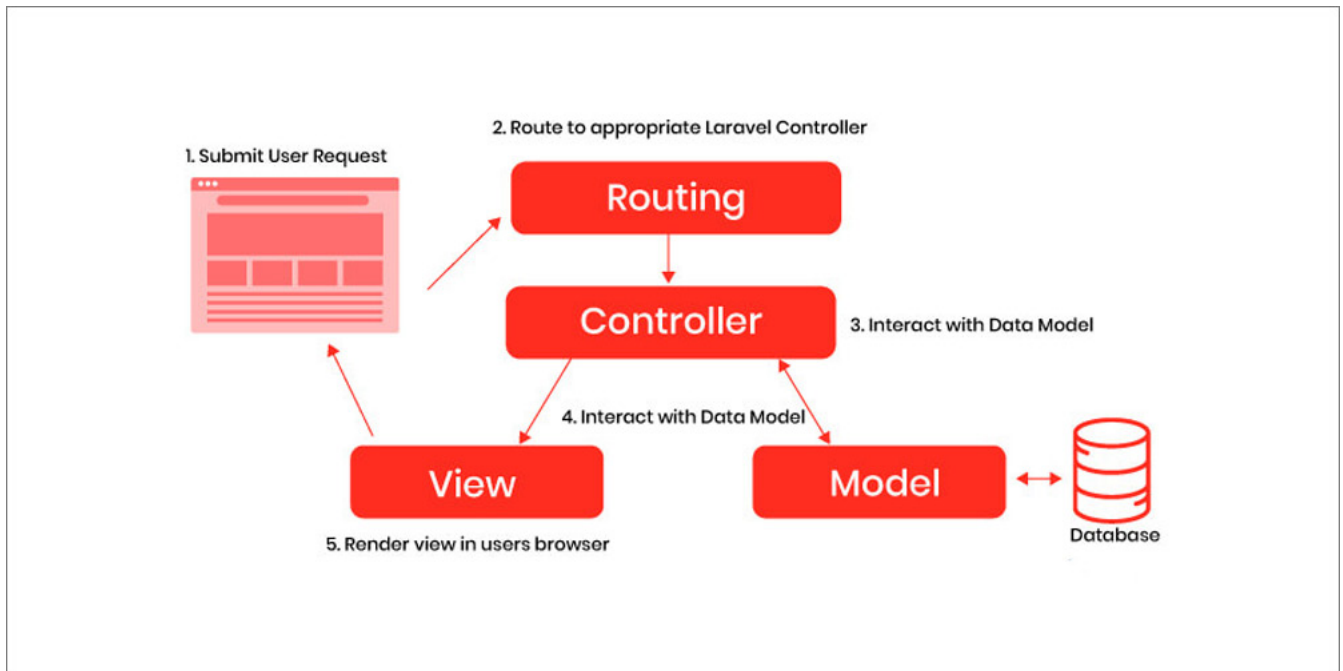 2. Route to appropriate Laravel Controller
1. Submit User Request
Routing
Controller
3. Interact with Data Model
4. Interact with Data Model
View
Model
5. Render view in users browser
Database